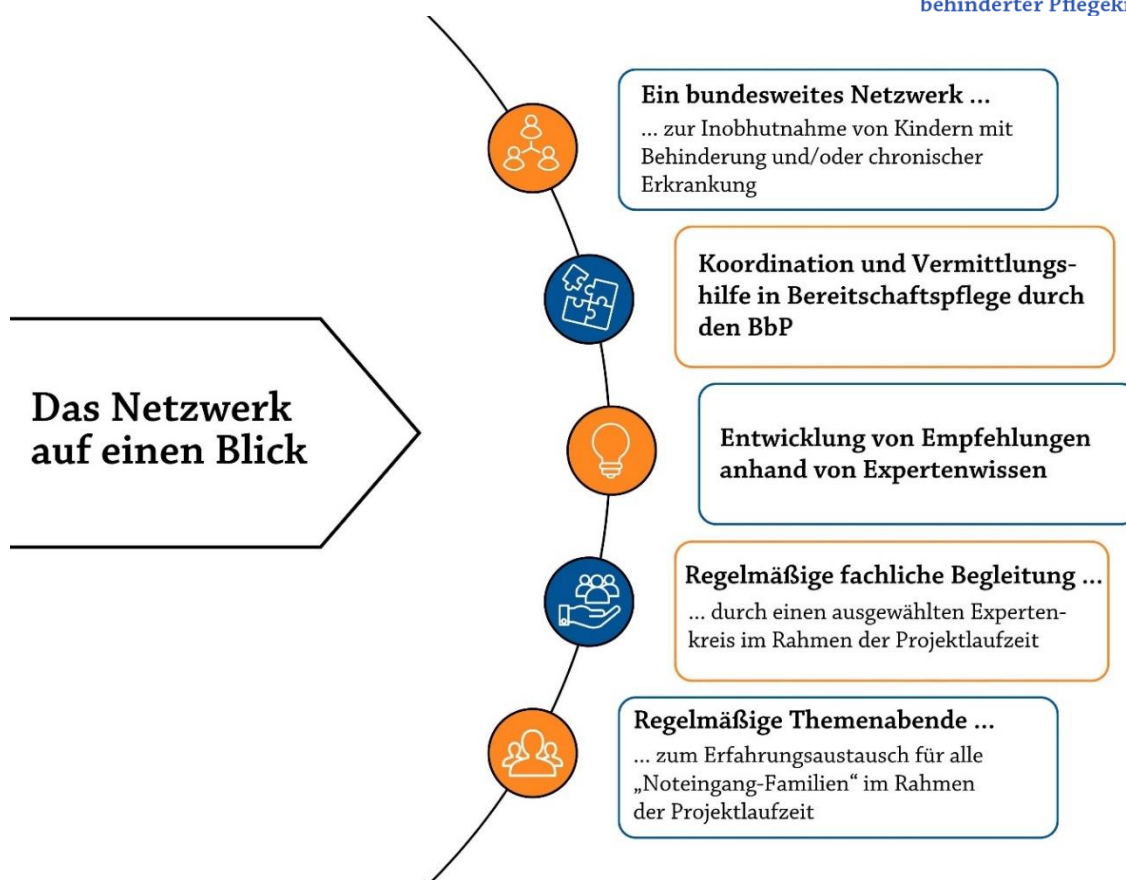 behinderter
Das Netzwerk
auf einen Blick
Ein bundesweites Netzwerk ...
... zur Inobhutnahme von Kindern mit
Behinderung und/oder chronischer
Erkrankung
Koordination und Vermittlungs-
hilfe in Bereitschaftspflege durch
den BbP
Entwicklung von Empfehlungen
anhand von Expertenwissen
Regelmäßige fachliche Begleitung ...
... durch einen ausgewählten Experten-
kreis im Rahmen der Projektlaufzeit
Regelmäßige Themenabende ...
... zum Erfahrungsaustausch für alle
„Noteingang-Familien“ im Rahmen
der Projektlaufzeit